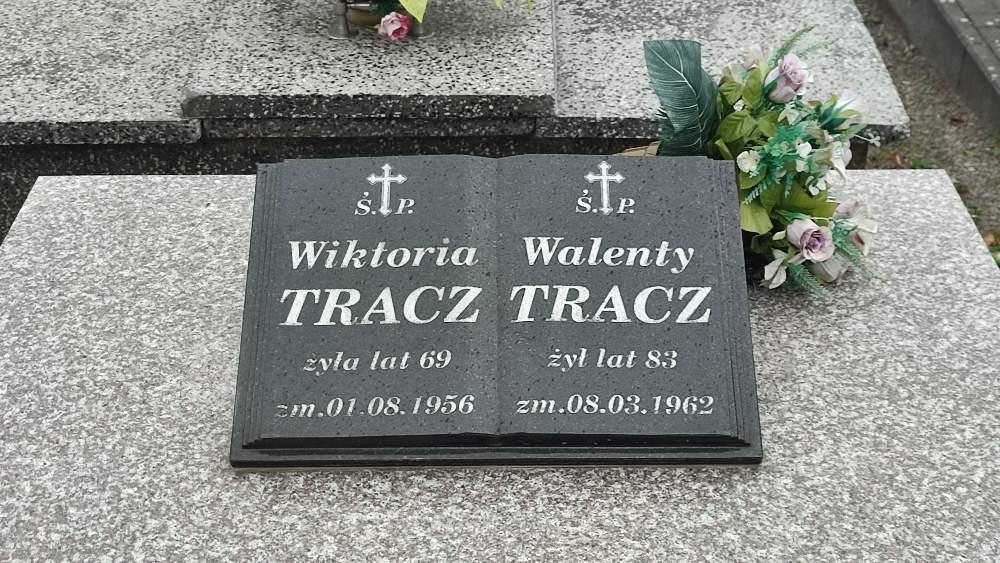 Ś.P.
Wiktoria
TRACZ
żyła lat 69
zm.01.08.1956
Ś.P.
Walenty
TRACZ
żył lat 83
zm.08.03.1962